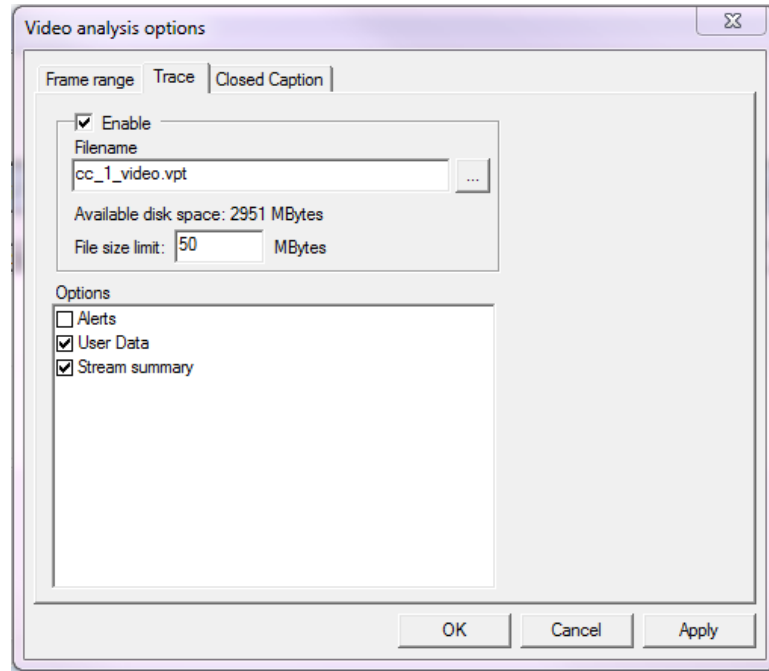 Video analysis options
Frame range Trace Closed Caption
Enable
Filename
cc_1_video.vpt ...
Available disk space: 2951 MBytes
File size limit: 50 MBytes
Options
Alerts
User Data
Stream summary
OK Cancel Apply